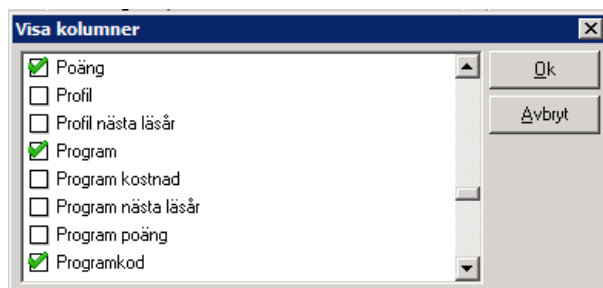 Visa kolumner
Poäng
Profil
Profil nästa läsår
Program
Program kostnad
Program nästa läsår
Program poäng
Programkod
Ok
Avbryt